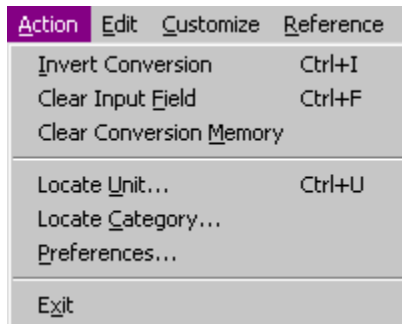 Action Edit Customize Reference
Invert Conversion Ctrl+I
Clear Input Field Ctrl+F
Clear Conversion Memory
Locate Unit... Ctrl+U
Locate Category...
Preferences...
Exit